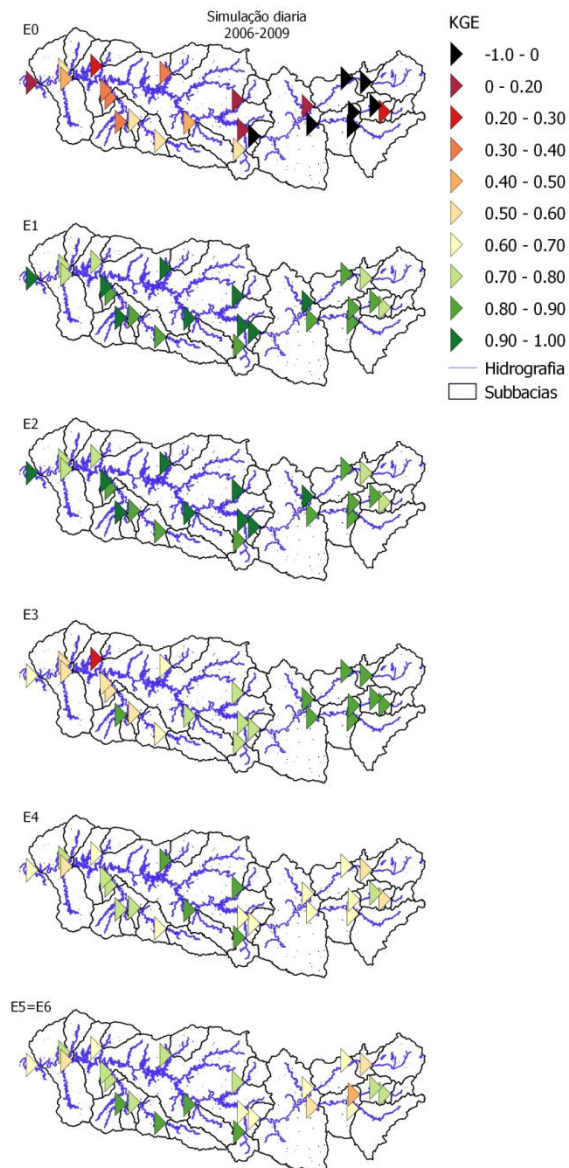 E0
Simulação diaria
2006-2009
KGE
-1.0 - 0
0 - 0.20
0.20 - 0.30
0.30 - 0.40
0.40 - 0.50
0.50 - 0.60
0.60 - 0.70
0.70 - 0.80
0.80 - 0.90
0.90 - 1.00
Hidrografia
Subbacias
E1
E2
E3
E4
E5=E6